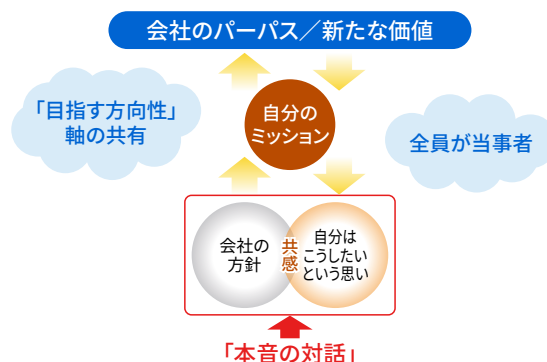 会社のパーパス／新たな価値
「目指す方向性」
軸の共有
自分の
ミッション
全員が当事者
会社の
方針
共感
自分は
こうしたい
という思い
「本音の対話」